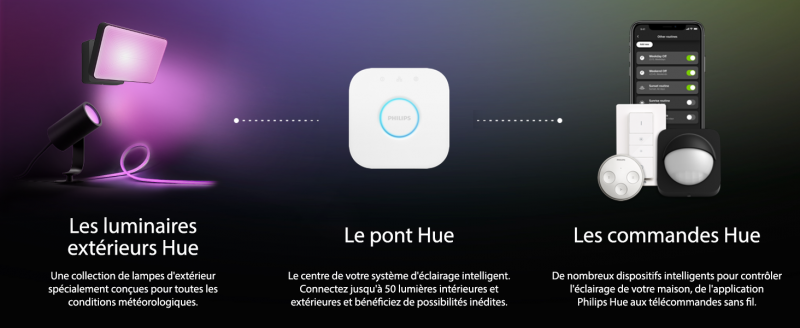 Other routines
PHILIPS
Les luminaires
extérieurs Hue
Une collection de lampes d'extérieur
spécialement conçues pour toutes les
conditions météorologiques.
Le pont Hue
Le centre de votre système d'éclairage intelligent.
Connectez jusqu'à 50 lumières intérieures et
extérieures et bénéficiez de possibilités inédites.
Les commandes Hue
De nombreux dispositifs intelligents pour contrôler
l'éclairage de votre maison, de l'application
Philips Hue aux télécommandes sans fil.